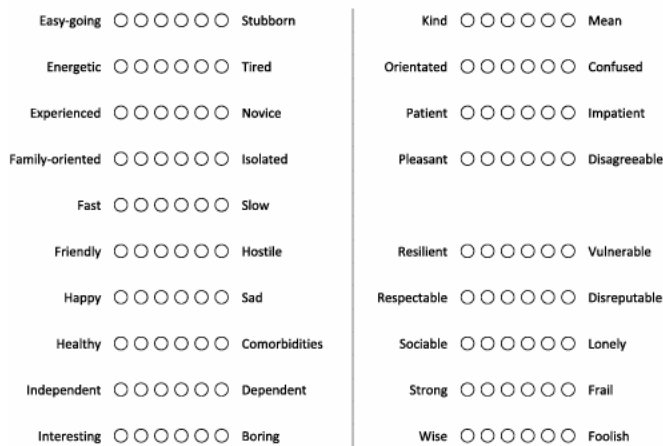 Easy-going Stubborn
Energetic Tired
Experienced Novice
Family-oriented Isolated
Fast Slow
Friendly Hostile
Happy Sad
Healthy Comorbidities
Independent Dependent
Interesting Boring
Kind Mean
Orientated Confused
Patient Impatient
Pleasant Disagreeable
Resilient Vulnerable
Respectable Disreputable
Sociable Lonely
Strong Frail
Wise Foolish